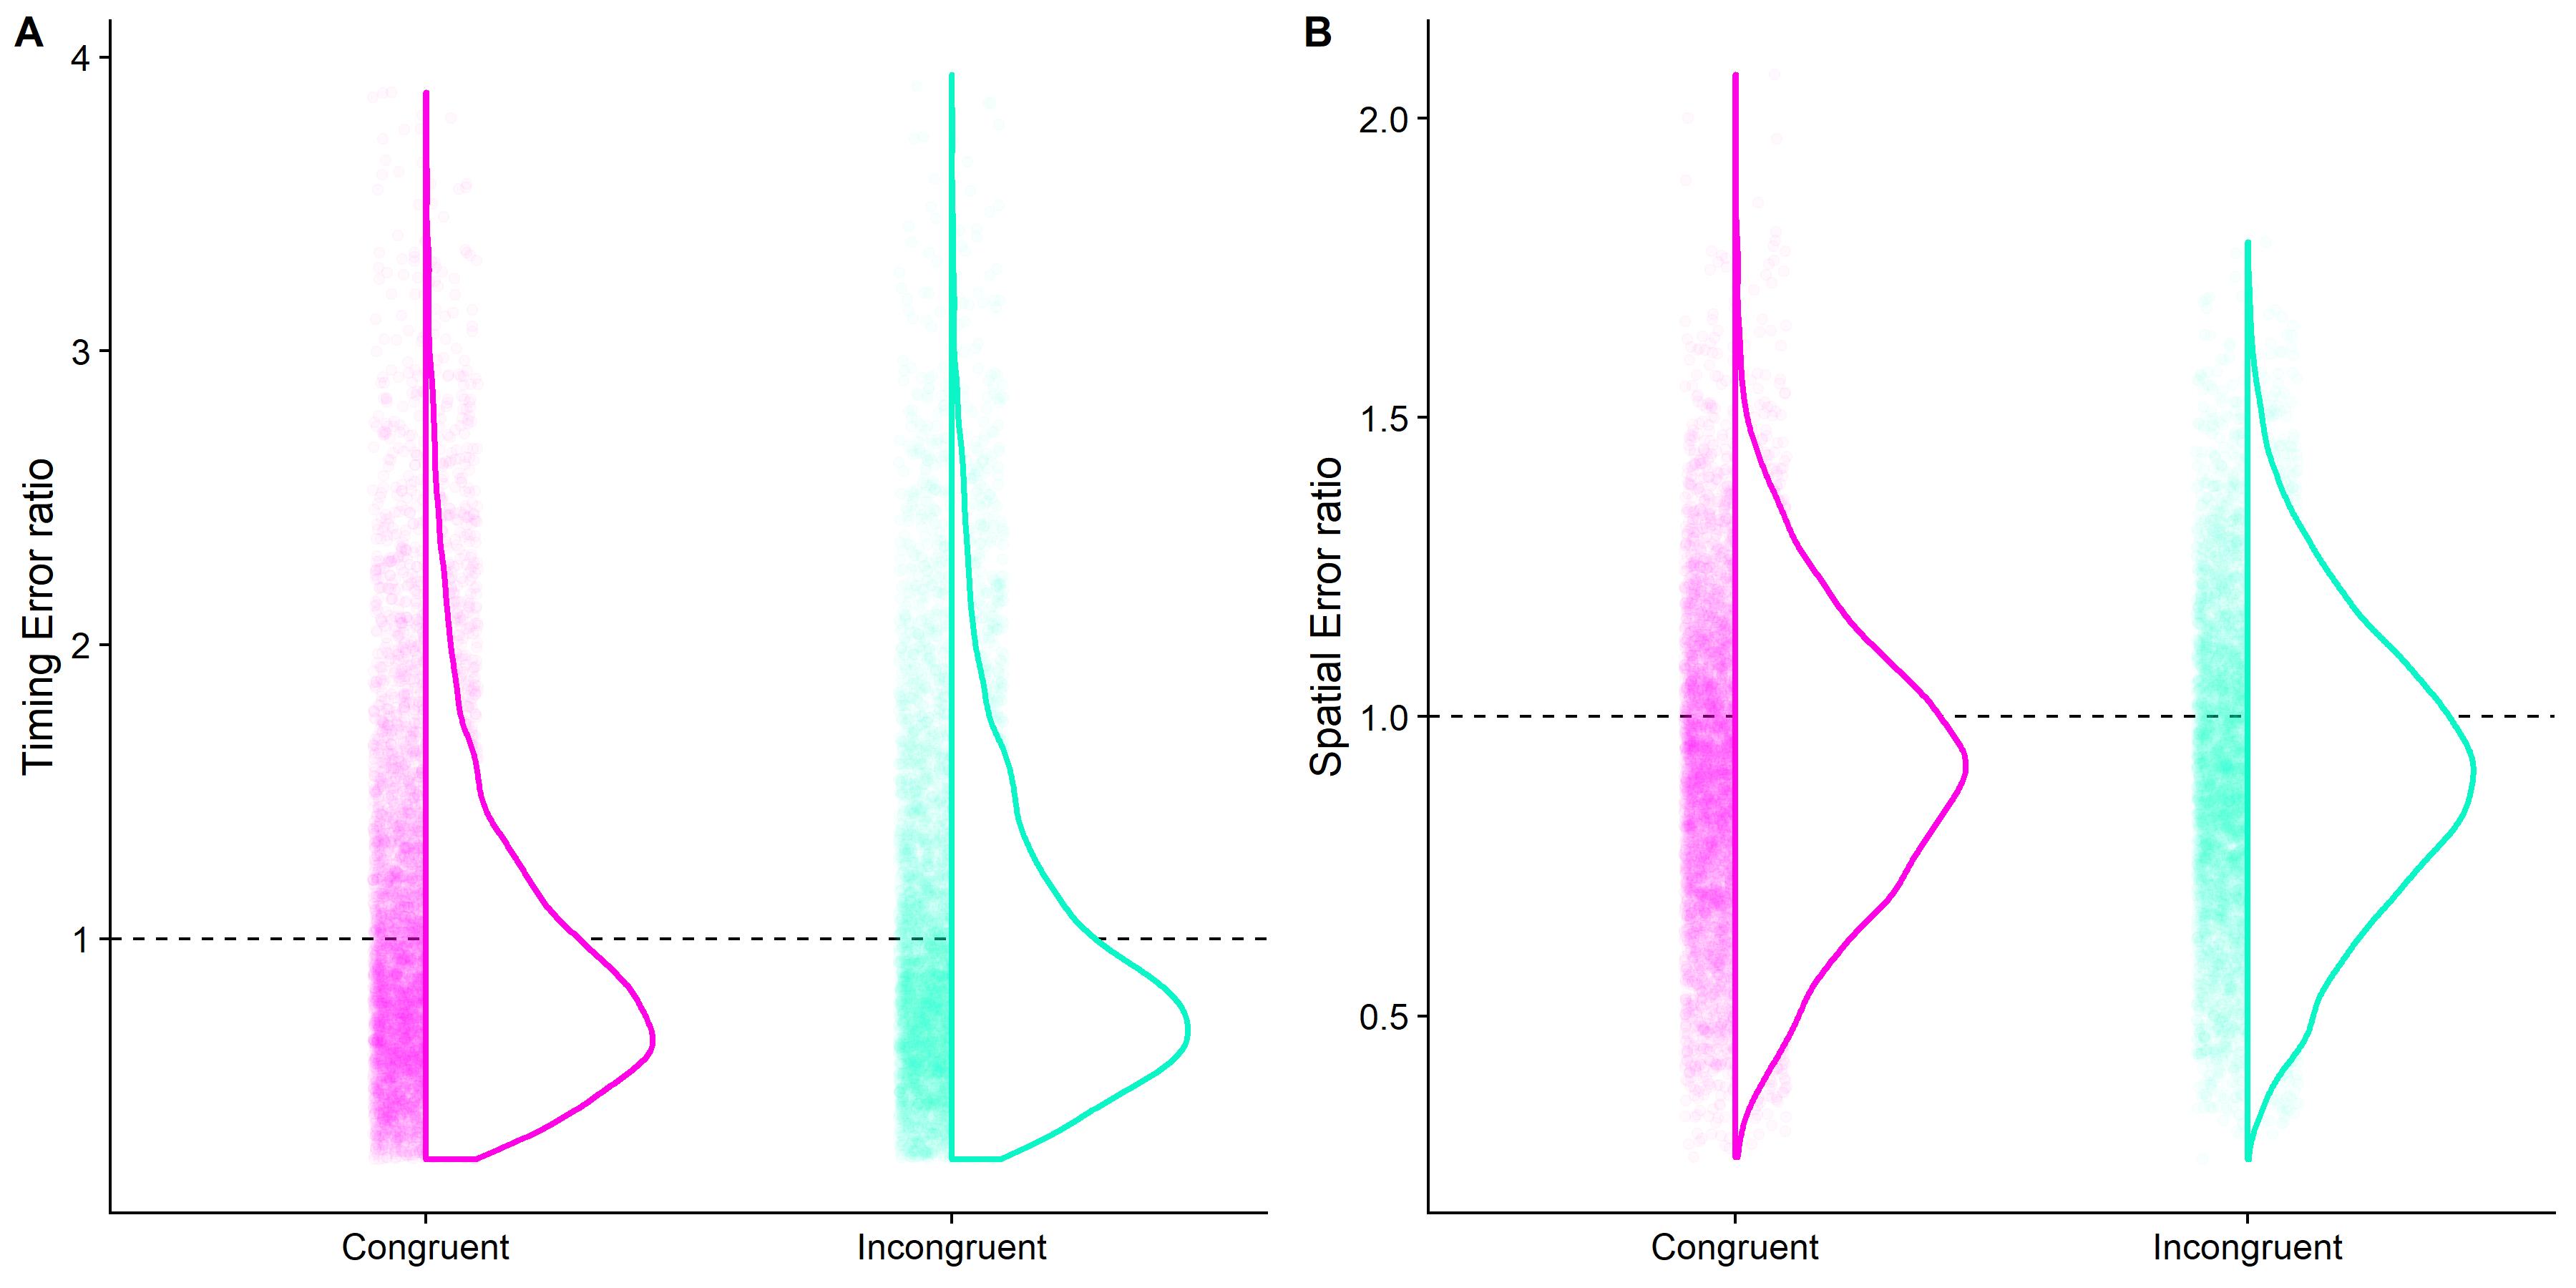 A
4
3
2
1
Timing Error ratio
Congruent
Incongruent
B
2.0
1.5
1.0
0.5
Spatial Error ratio
Congruent
Incongruent